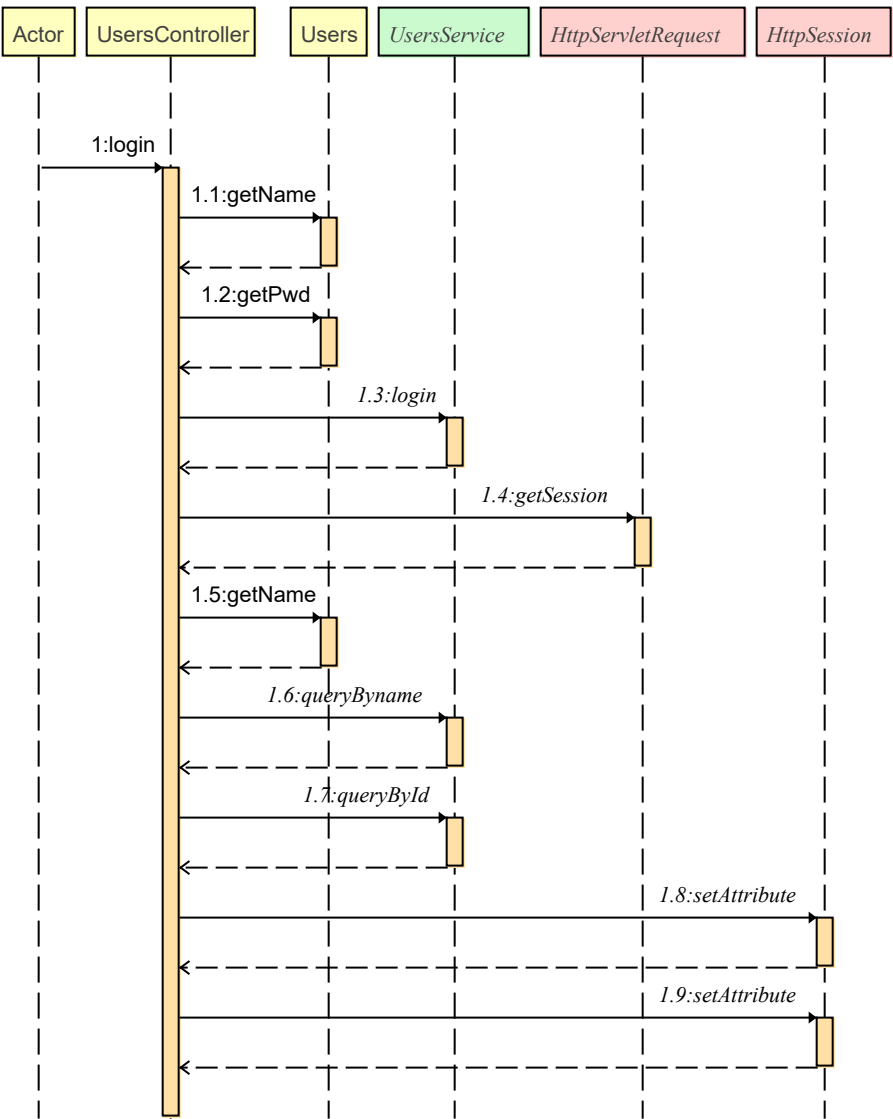 Actor
UsersController
Users
UsersService
HttpServletRequest
HttpSession
1:login
1.1:getName
1.2:getPwd
1.3:login
1.4:getSession
1.5:getName
1.6:queryByname
1.7:queryById
1.8:setAttribute
1.9:setAttribute